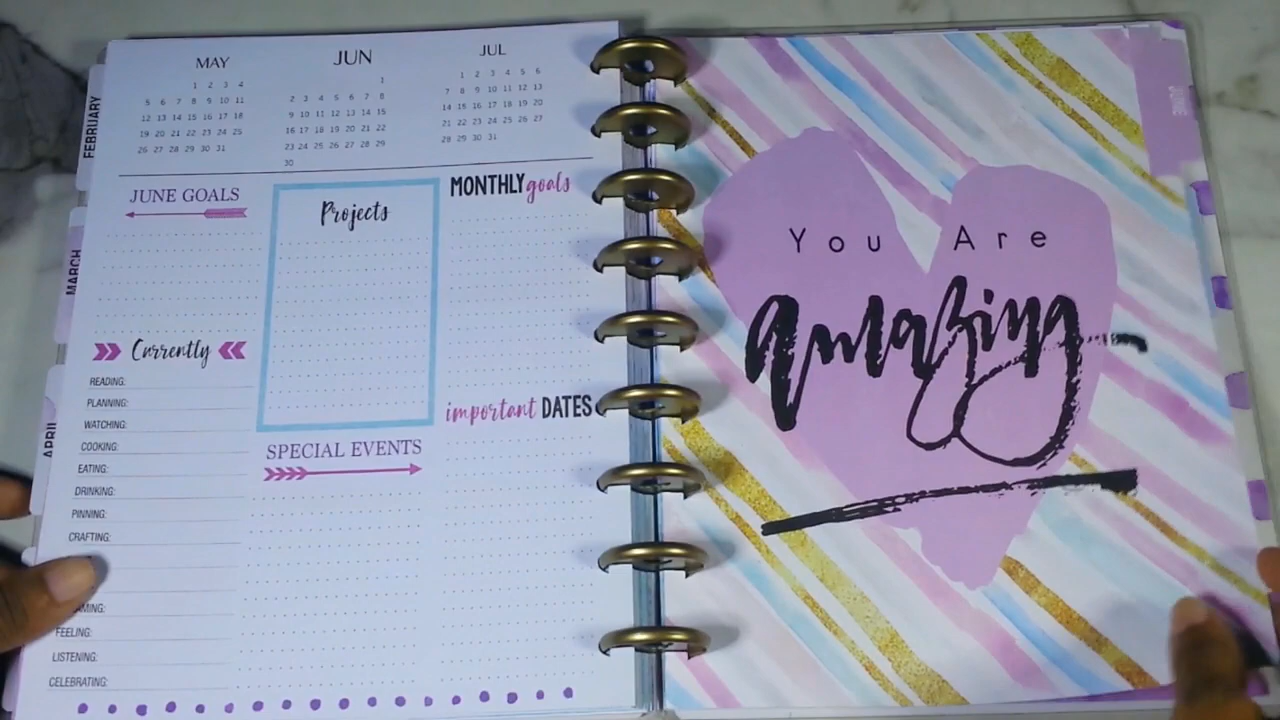 FEBRUARY
MARCH
APRIL
MAY
1 2 3 4
5 6 7 8 9 10 11
12 13 14 15 16 17 18
19 20 21 22 23 24 25
26 27 28 29 30 31
JUN
1
2 3 4 5 6 7 8
9 10 11 12 13 14 15
16 17 18 19 20 21 22
23 24 25 26 27 28 29
30
JUL
1 2 3 4 5 6
7 8 9 10 11 12 13
14 15 16 17 18 19 20
21 22 23 24 25 26 27
28 29 30 31
JUNE GOALS
Currently
READING:
PLANNING:
WATCHING:
COOKING:
EATING:
DRINKING:
PINNING:
CRAFTING:
AMING:
FEELING:
LISTENING:
CELEBRATING:
Projects
SPECIAL EVENTS
MONTHLY goals
important DATES
You Are
amazing
JUNE